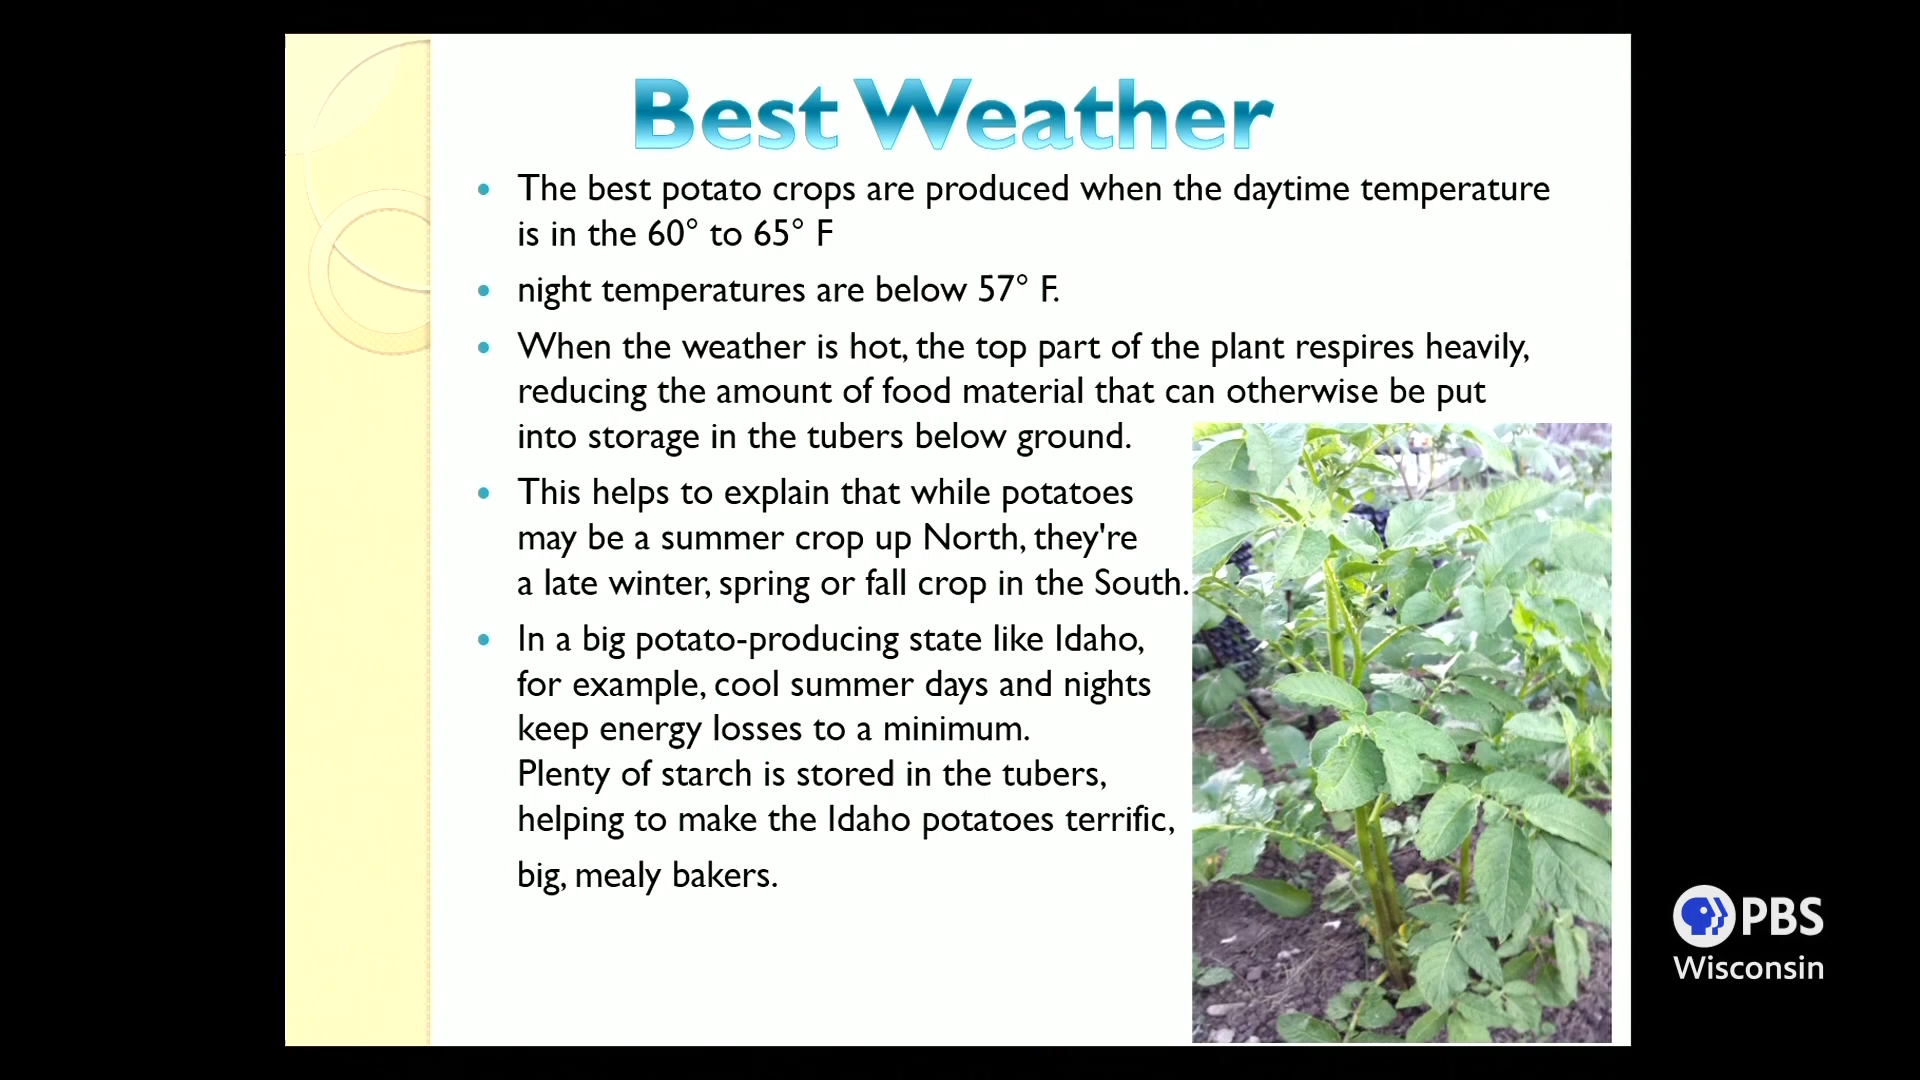 Best Weather
• The best potato crops are produced when the daytime temperature
is in the 60° to 65° F
• night temperatures are below 57° F.
• When the weather is hot, the top part of the plant respires heavily,
reducing the amount of food material that can otherwise be put
into storage in the tubers below ground.
• This helps to explain that while potatoes
may be a summer crop up North, they're
a late winter, spring or fall crop in the South.
• In a big potato-producing state like Idaho,
for example, cool summer days and nights
keep energy losses to a minimum.
Plenty of starch is stored in the tubers,
helping to make the Idaho potatoes terrific,
big, mealy bakers.
PBS
Wisconsin